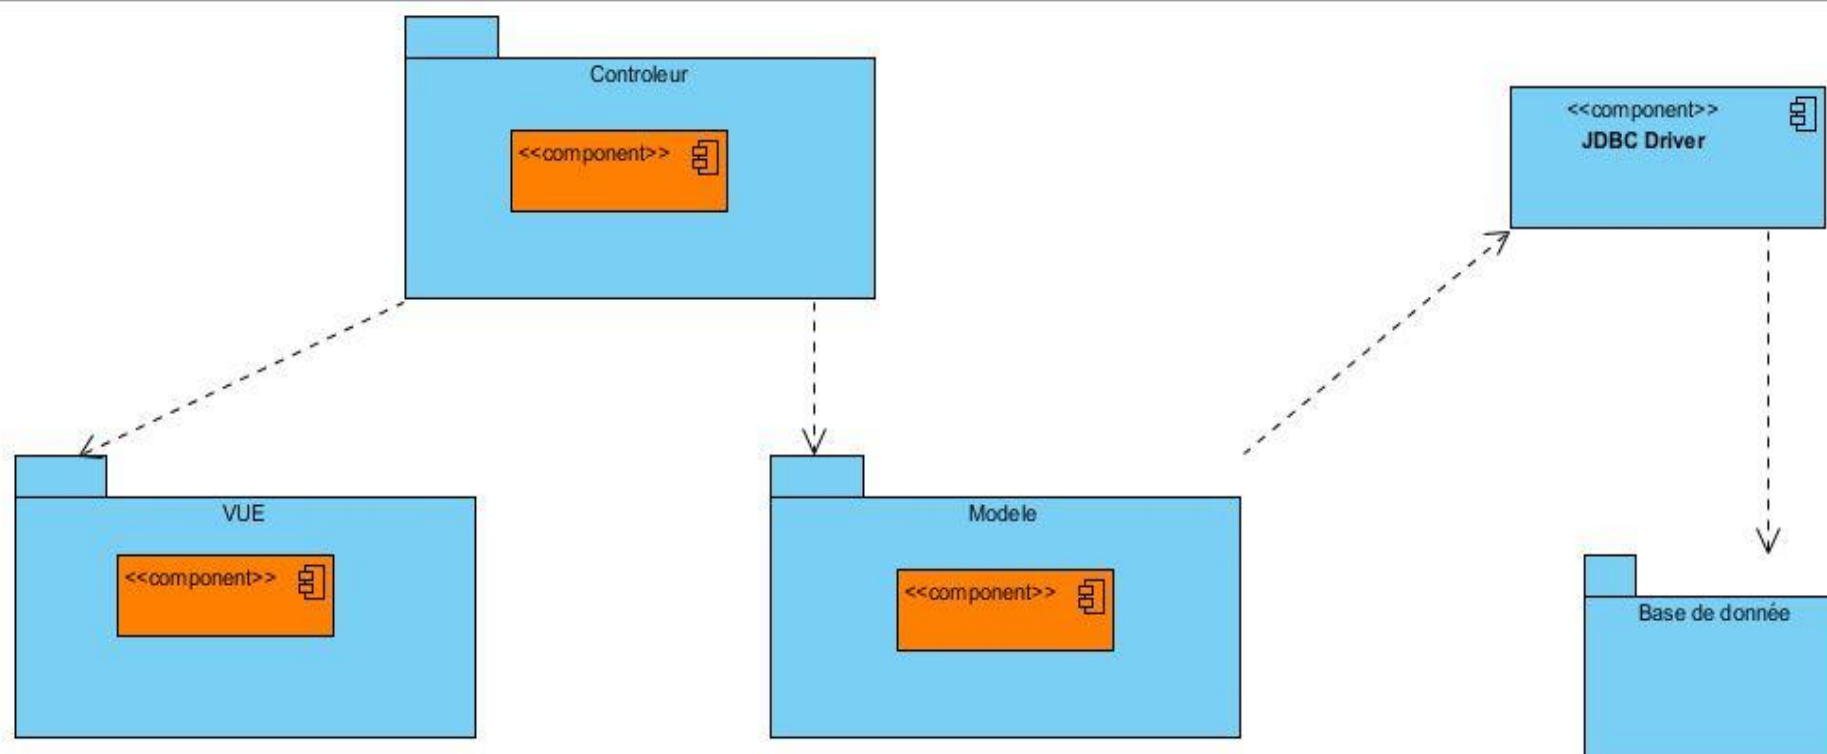 Controleur
<<component>>
<<component>>
JDBC Driver
VUE
<<component>>
Modele
<<component>>
Base de donnée